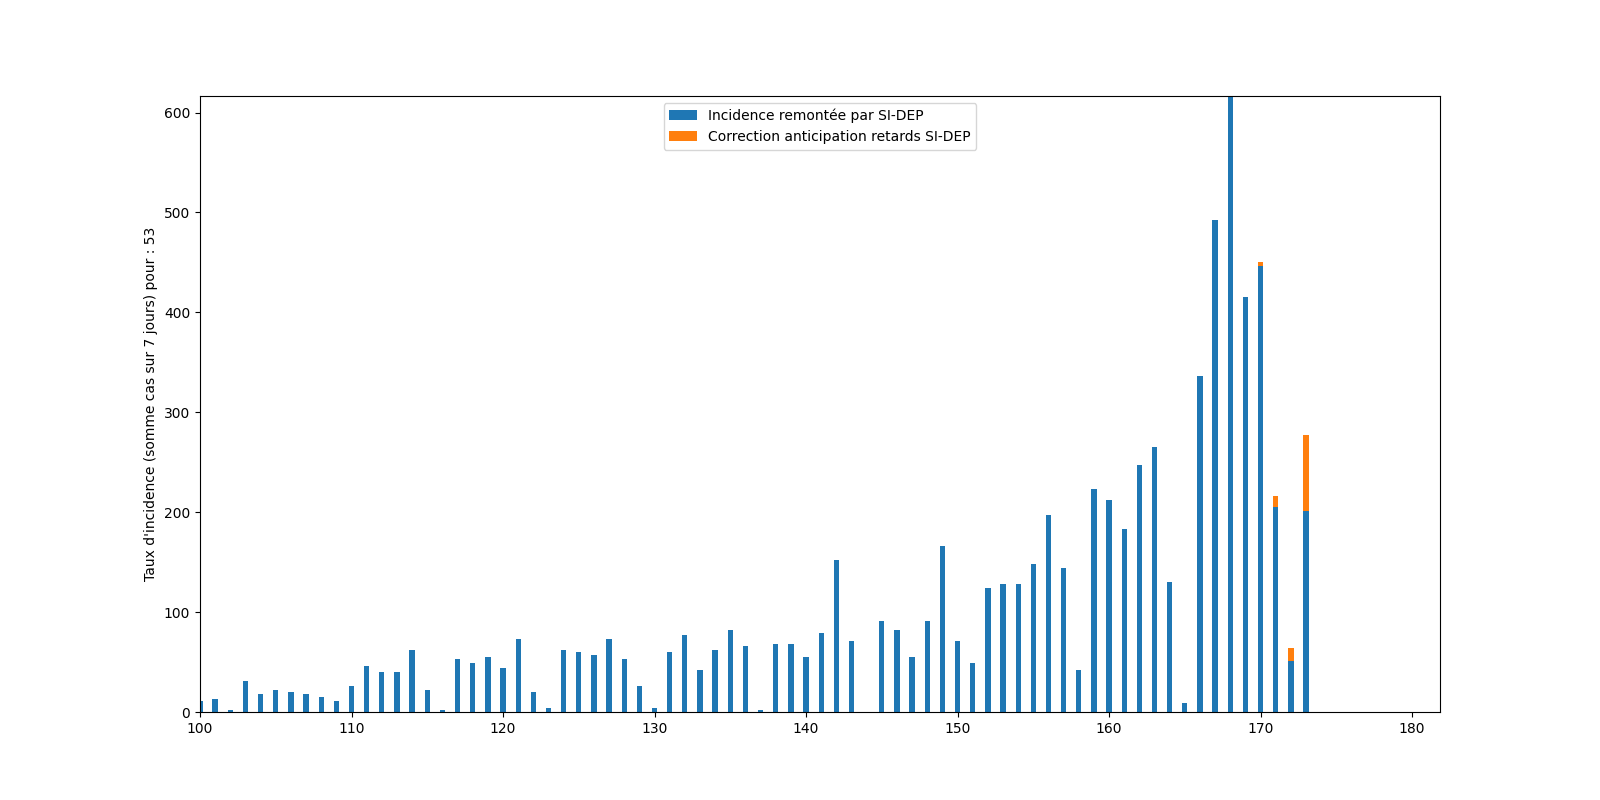 Incidence remontée par SI-DEP
Correction anticipation retards SI-DEP
Taux d'incidence (somme cas sur 7 jours) pour : 53
600
500
400
300
200
100
0
100 110 120 130 140 150 160 170 180